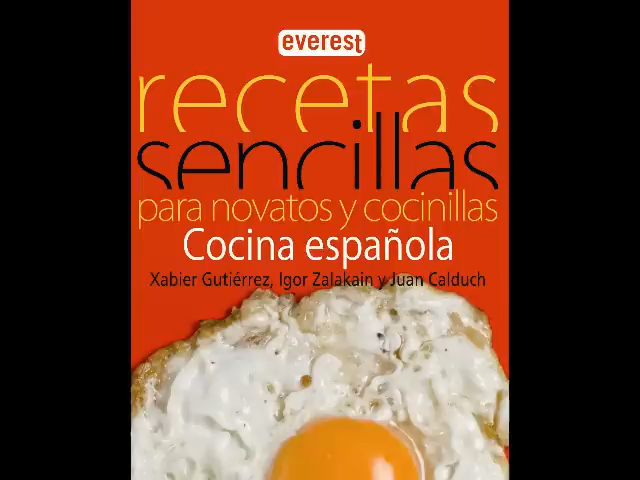 everest
recetas
sencillas
para novatos y cocinillas
Cocina española
Xabier Gutiérrez, Igor Zalakain y Juan Calduch